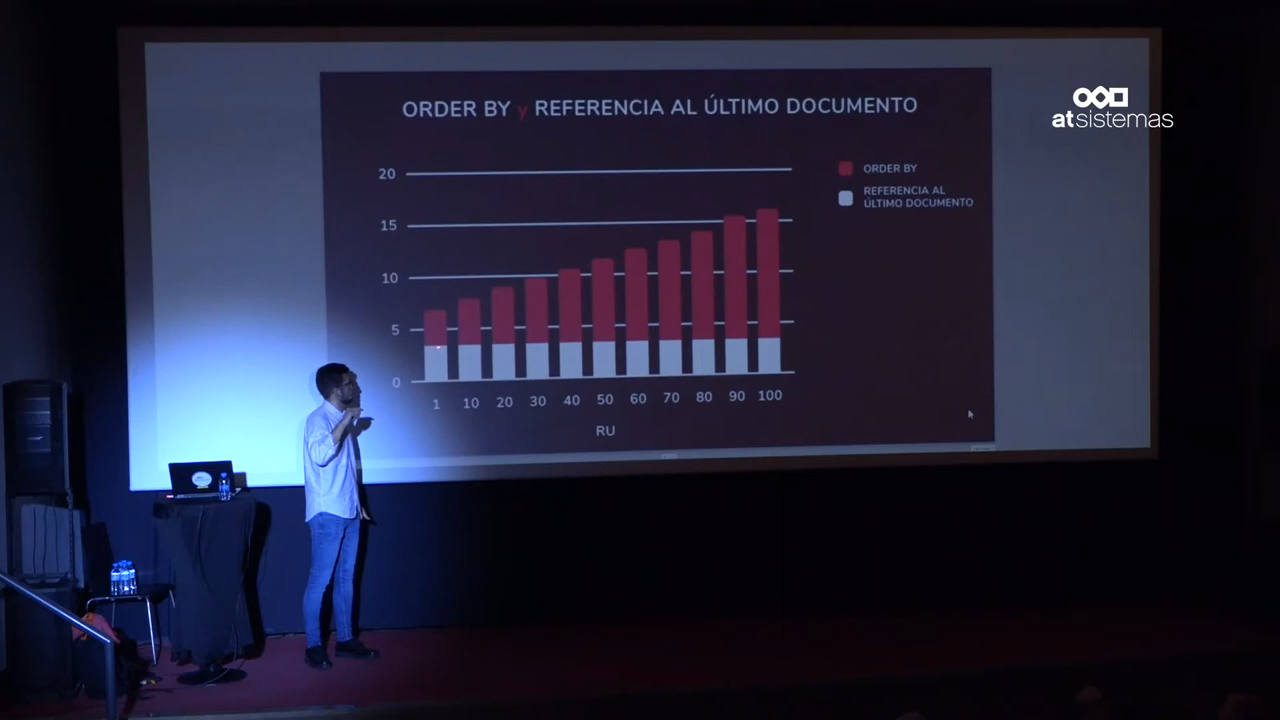 ORDER BY y REFERENCIA AL ÚLTIMO DOCUMENTO
atsistemas
20
15
10
5
0
1 10 20 30 40 50 60 70 80 90 100
RU
ORDER BY
REFERENCIA AL
ÚLTIMO DOCUMENTO